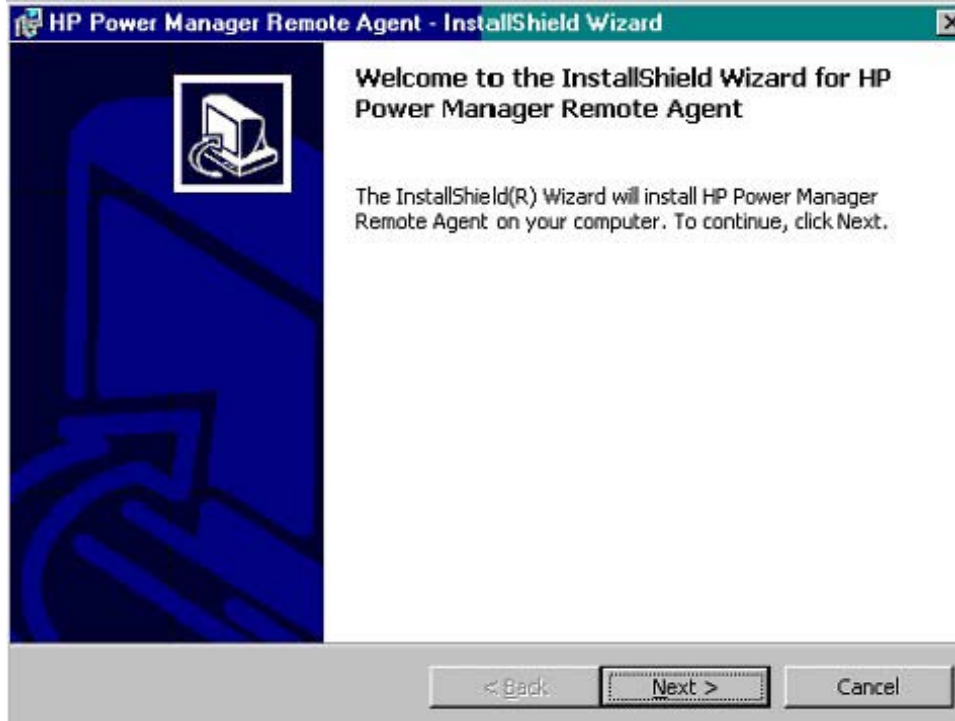 HP Power Manager Remote Agent - InstallShield Wizard
Welcome to the InstallShield Wizard for HP
Power Manager Remote Agent
The InstallShield(R) Wizard will install HP Power Manager
Remote Agent on your computer. To continue, click Next.
< Back
Next >
Cancel